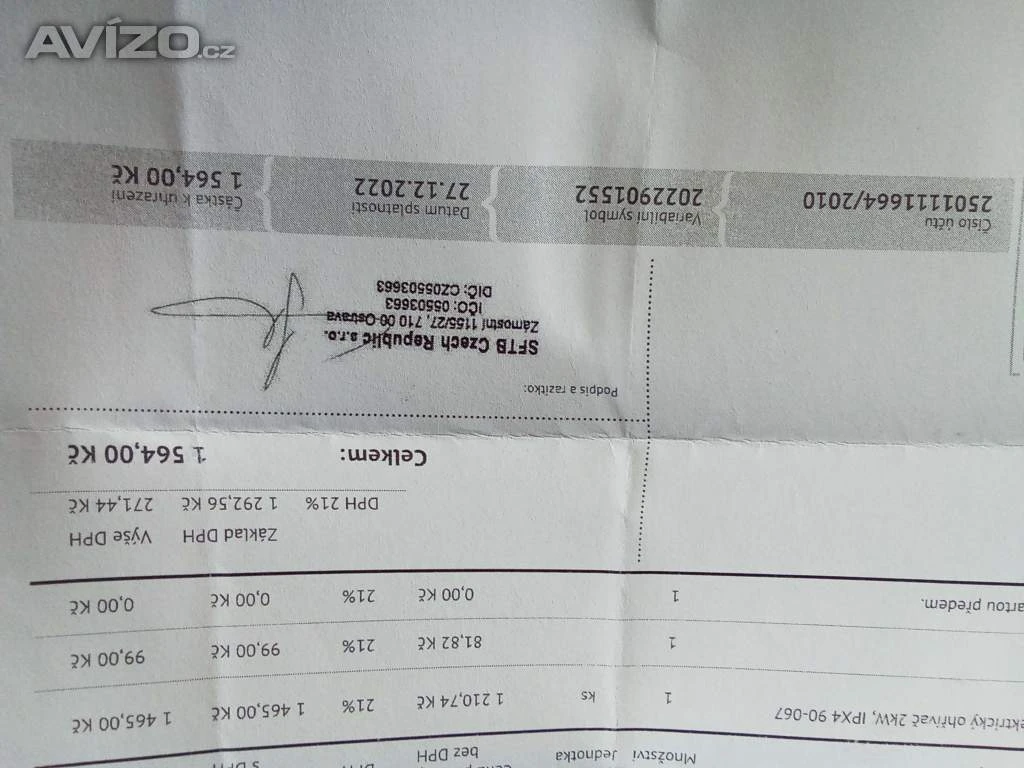 AVÍZO.cz
Množství Jednotka bez DPH
ektrický ohřívač 2kW, IPX4 90-067 1 ks 1 210,74 Kč 21% 1 465,00 Kč 1 465,00 Kč
1 81,82 Kč 21% 99,00 Kč 99,00 Kč
artou předem. 1 0,00 Kč 21% 0,00 Kč 0,00 Kč
Základ DPH Výše DPH
DPH 21% 1 292,56 Kč 271,44 Kč
Celkem: 1 564,00 Kč
Podpis a razítko:
SFTB Czech Republic s.r.o.
Zámostní 1155/27, 710 00 Ostrava
IČO: 05503663
DIČ: CZ05503663
Číslo účtu Variabilní symbol Datum splatnosti Částka k uhrazení
2501111664/2010 2022901552 27.12.2022 1 564,00 Kč